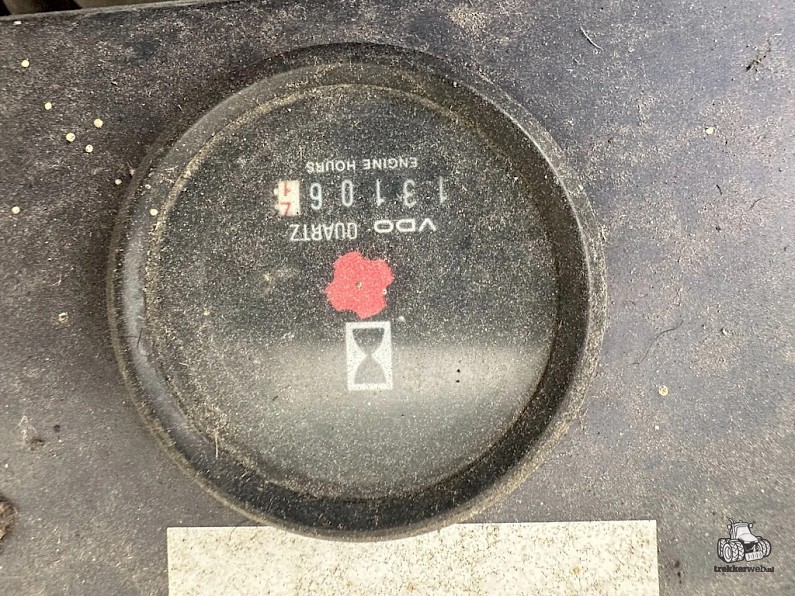 VDO QUARTZ
13106
ENGINE HOURS
trekkerweb.nl